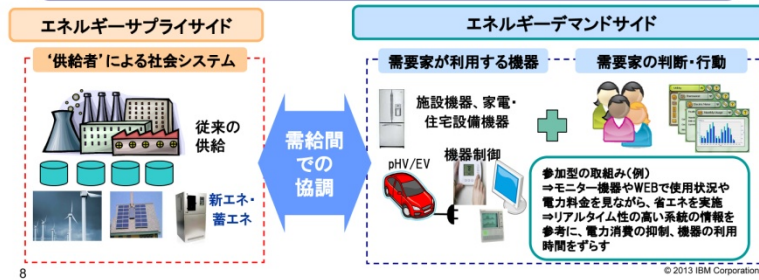 エネルギーサプライサイド
エネルギーデマンドサイド
‘供給者’による社会システム
従来の
供給
新エネ・
蓄エネ
需給間
での
協調
需要家が利用する機器
施設機器、家電・
住宅設備機器
pHV/EV
機器制御
需要家の判断・行動
参加型の取組み(例)
⇒モニター機器やWEBで使用状況や
電力料金を見ながら、省エネを実施
⇒リアルタイム性の高い系統の情報を
参考に、電力消費の抑制、機器の利用
時間をずらす
8
© 2013 IBM Corporation